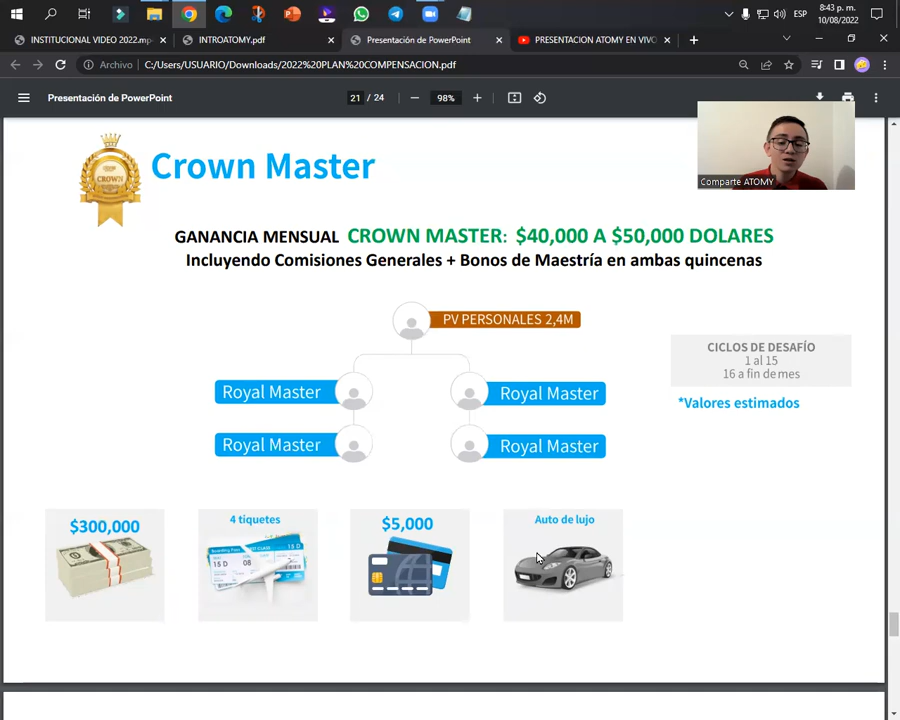 8:43 p. m.
ESP
10/08/2022
INSTITUCIONAL VIDEO 2022.mp
INTROATOMY.pdf
Presentación de PowerPoint
PRESENTACION ATOMY EN VIVO
Archivo
C:/Users/USUARIO/Downloads/2022%20PLAN%20COMPENSACION.pdf
Presentación de PowerPoint
21 / 24
98%
Comparte ATOMY
CROWN
Crown Master
GANANCIA MENSUAL CROWN MASTER: $40,000 A $50,000 DOLARES
Incluyendo Comisiones Generales + Bonos de Maestría en ambas quincenas
PV PERSONALES 2,4M
CICLOS DE DESAFÍO
1 al 15
16 a fin de mes
*Valores estimados
Royal Master
Royal Master
Royal Master
Royal Master
$300,000
4 tiquetes
$5,000
Auto de lujo
15 D
15 D
08